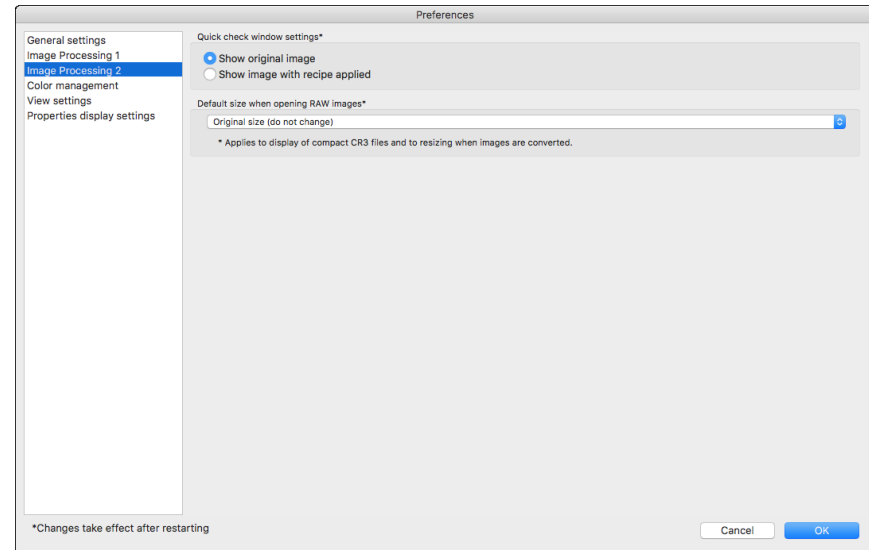 Preferences
General settings
Image Processing 1
Image Processing 2
Color management
View settings
Properties display settings
Quick check window settings*
Show original image
Show image with recipe applied
Default size when opening RAW images*
Original size (do not change)
* Applies to display of compact CR3 files and to resizing when images are converted.
*Changes take effect after restarting
Cancel
OK